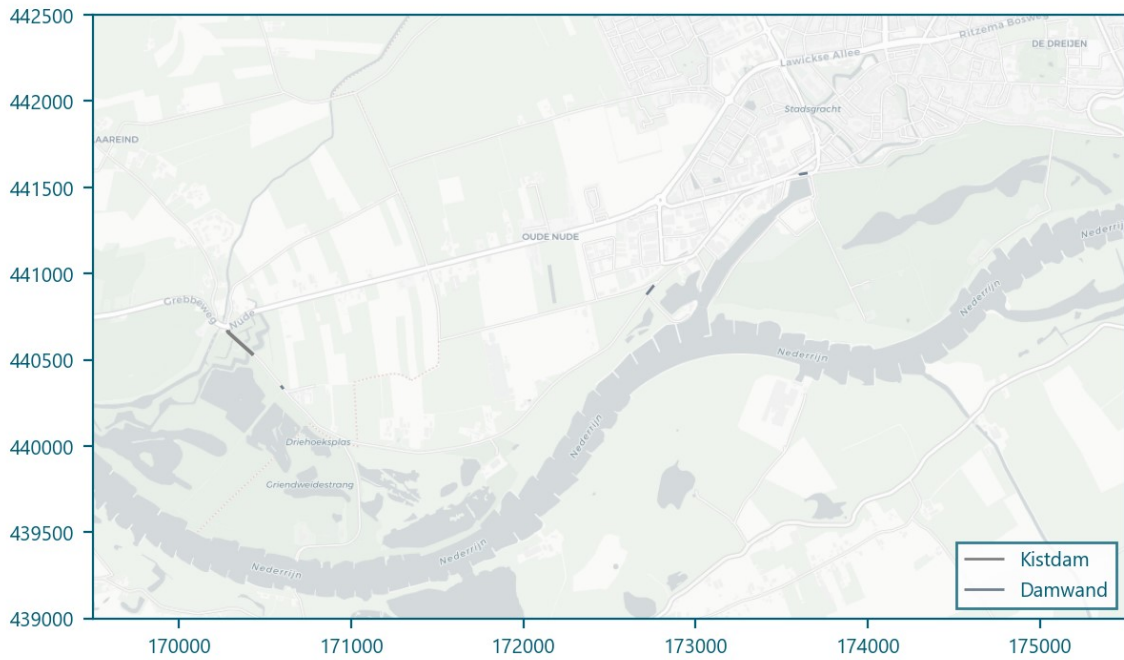 442500
442000
441500
441000
440500
440000
439500
439000
170000
171000
172000
173000
174000
175000
Ritzema Bosweg
DE DREIJEN
Lawickse Allee
Stadsgracht
AAREIND
OUDE NUDE
Nederrijn
Grebbeweg
Nude
Nederrijn
Nederrijn
Nederrijn
Driehoeksplas
Griendweidestrang
Nederrijn
Nederrijn
Kistdam
Damwand